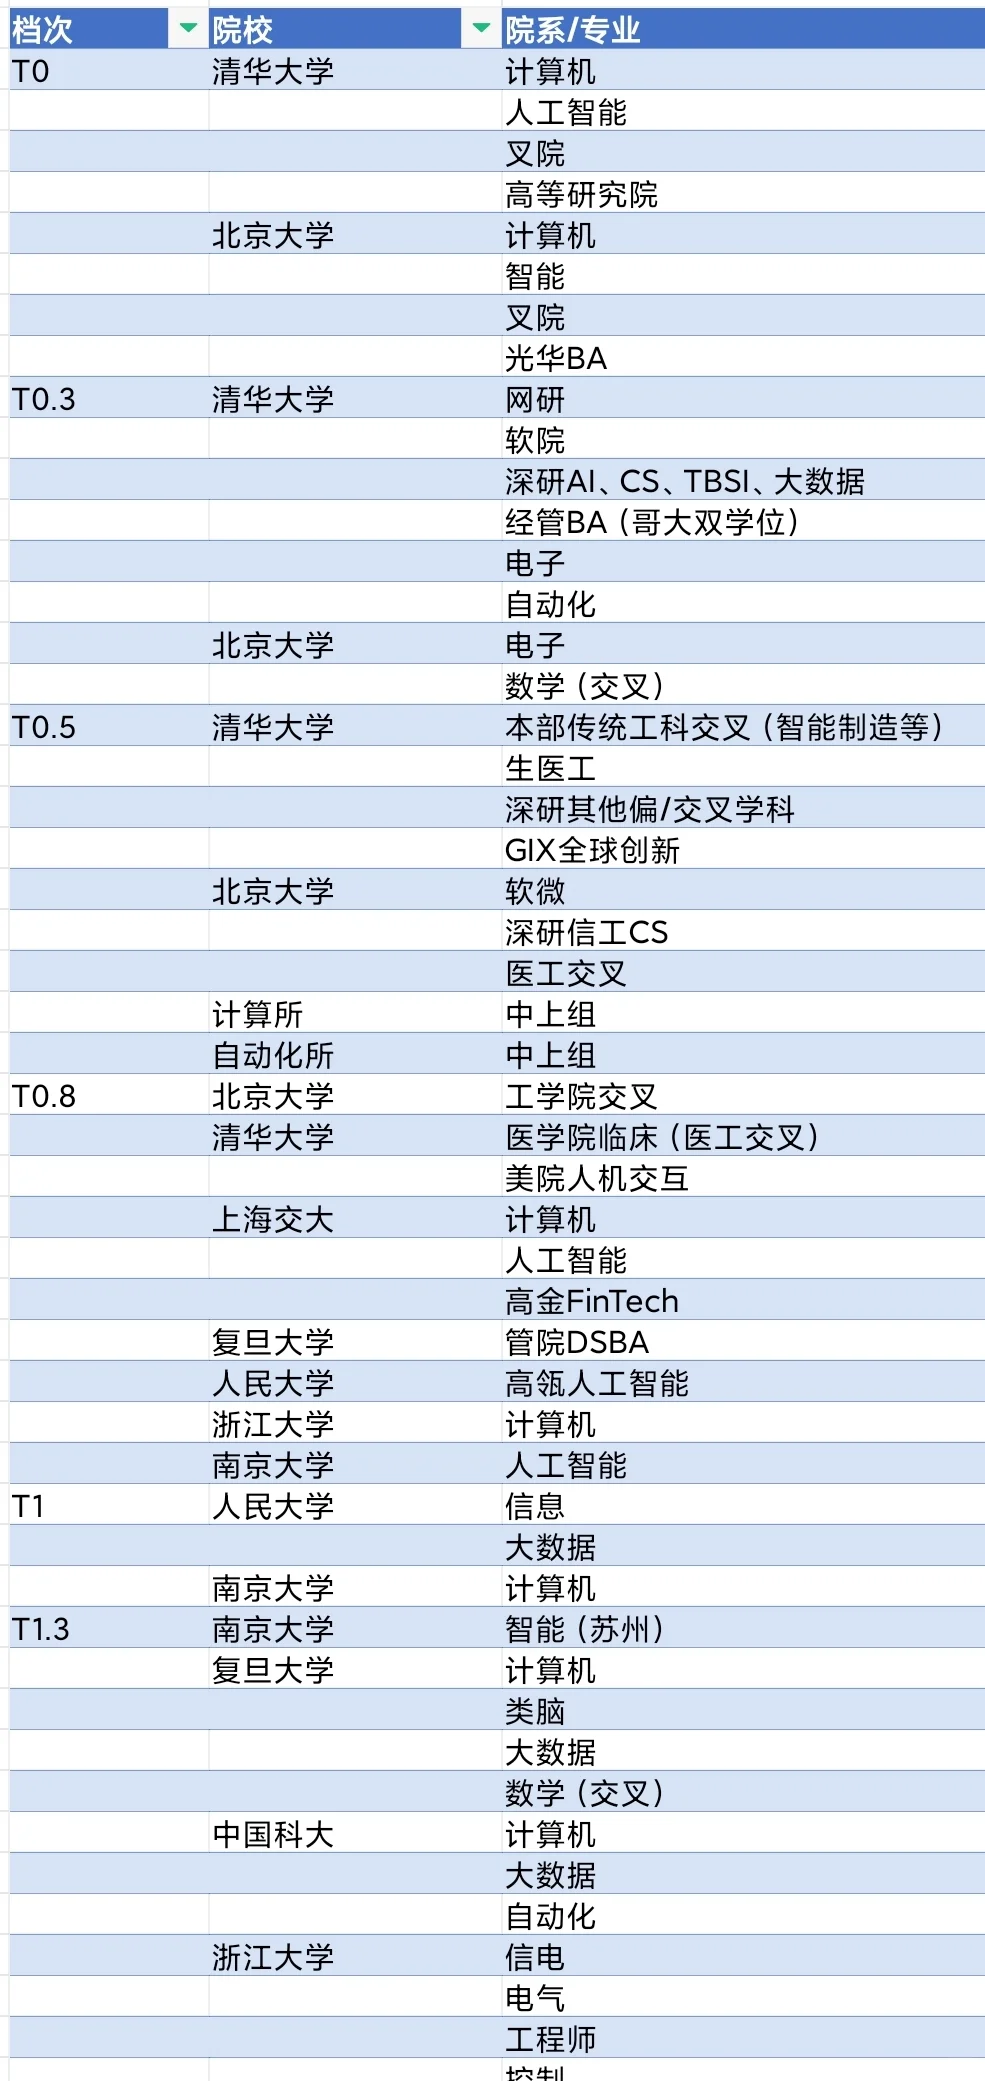 档次 院校 院系/专业
T0 清华大学 计算机
人工智能
叉院
高等研究院
北京大学 计算机
智能
叉院
光华BA
T0.3 清华大学 网研
软院
深研AI、CS、TBSI、大数据
经管BA（哥大双学位）
电子
自动化
北京大学 电子
数学（交叉）
T0.5 清华大学 本部传统工科交叉（智能制造等）
生医工
深研其他偏/交叉学科
GIX全球创新
北京大学 软微
深研信工CS
医工交叉
计算所 中上组
自动化所 中上组
T0.8 北京大学 工学院交叉
清华大学 医学院临床（医工交叉）
美院人机交互
上海交大 计算机
人工智能
高金FinTech
复旦大学 管院DSBA
人民大学 高瓴人工智能
浙江大学 计算机
南京大学 人工智能
T1 人民大学 信息
大数据
南京大学 计算机
T1.3 南京大学 智能（苏州）
复旦大学 计算机
类脑
大数据
数学（交叉）
中国科大 计算机
大数据
自动化
浙江大学 信电
电气
工程师
控制